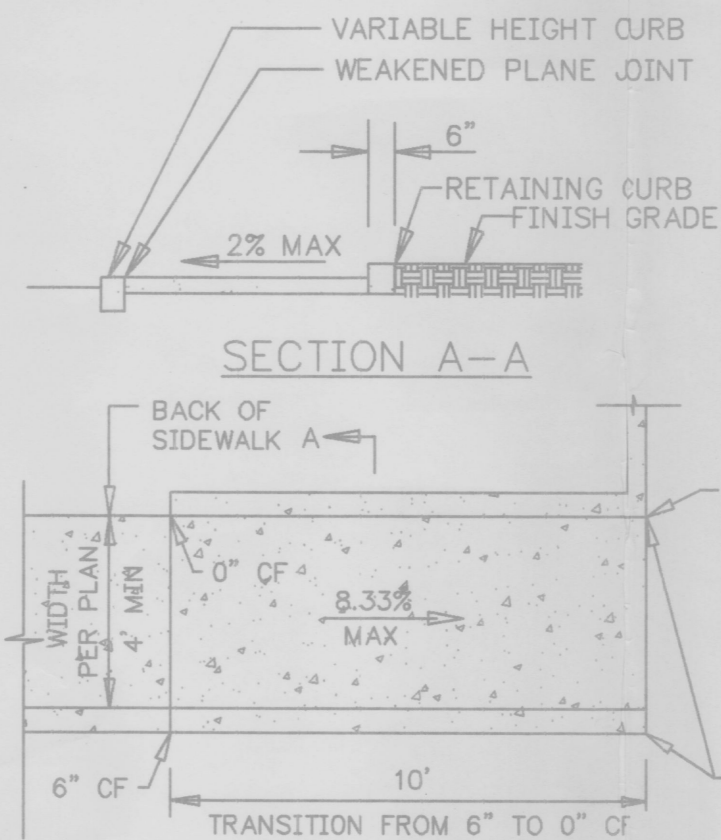 VARIABLE HEIGHT CURB
WEAKENED PLANE JOINT
6"
RETAINING CURB
FINISH GRADE
2% MAX
SECTION A-A
BACK OF
SIDEWALK A
WIDTH
PER PLAN
4' MIN
0" CF
8.33%
MAX
6" CF
10'
TRANSITION FROM 6" TO 0" CF